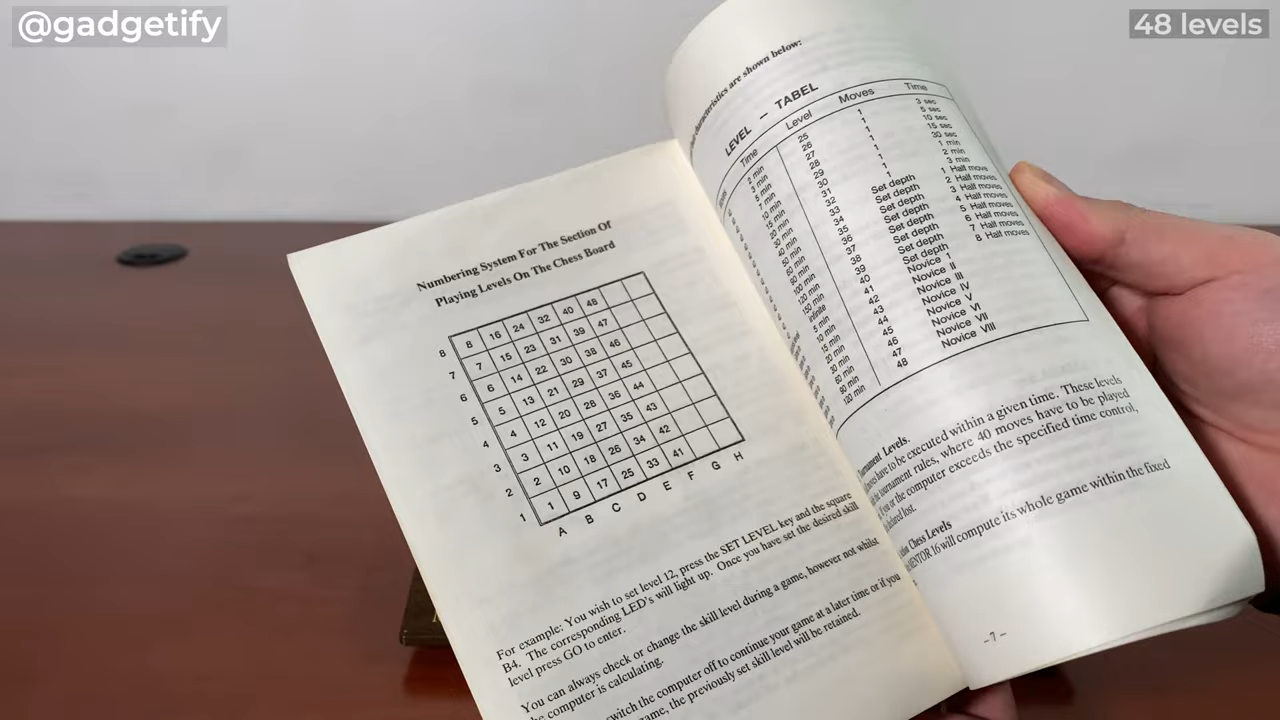 @gadgetify
48 levels
Numbering System For The Section Of
Playing Levels On The Chess Board
8 8 16 24 32 40 48
7 7 15 23 31 39 47
6 6 14 22 30 38 46
5 5 13 21 29 37 45
4 4 12 20 28 36 44
3 3 11 19 27 35 43
2 2 10 18 26 34 42
1 1 9 17 25 33 41
A B C D E F G H
For example: You wish to set level 12, press the SET LEVEL key and the square
B4. The corresponding LED's will light up. Once you have set the desired skill
level press GO to enter.
You can always check or change the skill level during a game, however not whilst
the computer is calculating.
switch the computer off to continue your game at a later time or if you
game, the previously set skill level will be retained.
characteristics are shown below:
LEVEL – TABEL
Time Level Moves Time
2 min 25 1 3 sec
3 min 26 1 5 sec
5 min 27 1 10 sec
7 min 28 1 15 sec
10 min 29 1 30 sec
15 min 30 1 1 min
20 min 31 2 min
30 min 32 3 min
40 min 33 Set depth 1 Half move
50 min 34 Set depth 2 Half moves
60 min 35 Set depth 3 Half moves
36 Set depth 4 Half moves
100 min 37 Set depth 5 Half moves
120 min 38 Set depth 6 Half moves
150 min 39 Set depth 7 Half moves
infinite 40 Set depth 8 Half moves
5 min 41 Novice 1
10 min 42 Novice II
15 min 43 Novice III
30 min 44 Novice IV
60 min 45 Novice V
90 min 46
120 min 47 Novice VII
48 Novice VIII
Levels.
moves have to be executed within a given time. These levels
the tournament rules, where 40 moves have to be played
If you or the computer exceeds the specified time control,
declared lost.
Chess Levels
MENTOR 16 will compute its whole game within the fixed
–7–